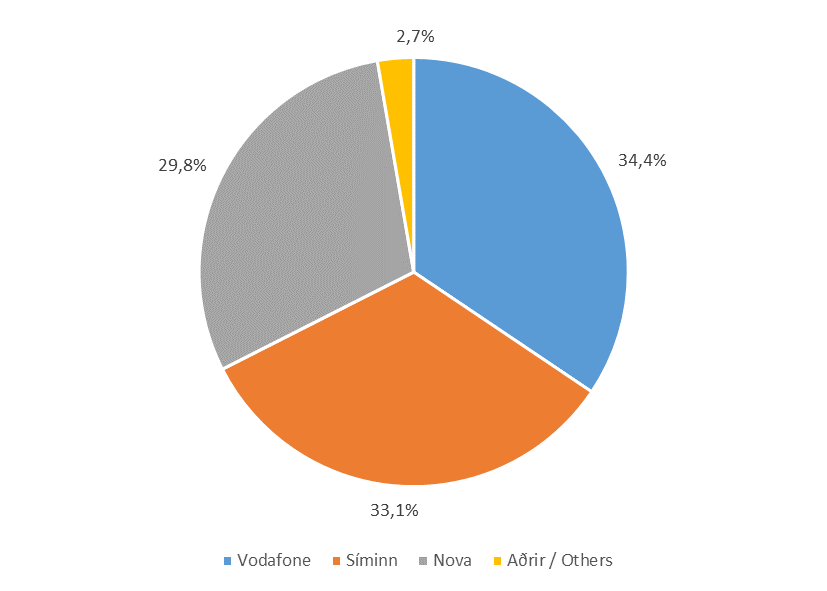 2,7%
34,4%
29,8%
33,1%
Vodafone Síminn Nova Aðrir / Others